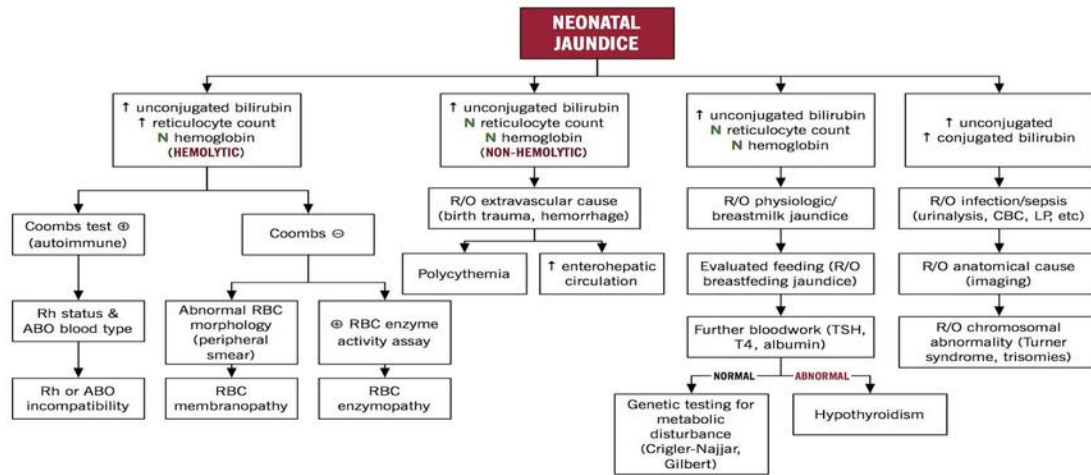 NEONATAL
JAUNDICE
↑ unconjugated bilirubin
↑ reticulocyte count
N hemoglobin
(HEMOLYTIC)
↑ unconjugated bilirubin
N reticulocyte count
N hemoglobin
(NON-HEMOLYTIC)
↑ unconjugated bilirubin
N reticulocyte count
N hemoglobin
↑ unconjugated
↑ conjugated bilirubin
Coombs test ⊕
(autoimmune)
Coombs ⊖
R/O extravascular cause
(birth trauma, hemorrhage)
R/O physiologic/
breastmilk jaundice
R/O infection/sepsis
(urinalysis, CBC, LP, etc)
Polycythemia
↑ enterohepatic
circulation
Evaluated feeding (R/O
breastfeding jaundice)
R/O anatomical cause
(imaging)
Rh status &
ABO blood type
Abnormal RBC
morphology
(peripheral
smear)
⊕ RBC enzyme
activity assay
Further bloodwork (TSH,
T4, albumin)
R/O chromosomal
abnormality (Turner
syndrome, trisomies)
Rh or ABO
incompatibility
RBC
membranopathy
RBC
enzymopathy
NORMAL
ABNORMAL
Genetic testing for
metabolic
disturbance
(Crigler-Najjar,
Gilbert)
Hypothyroidism